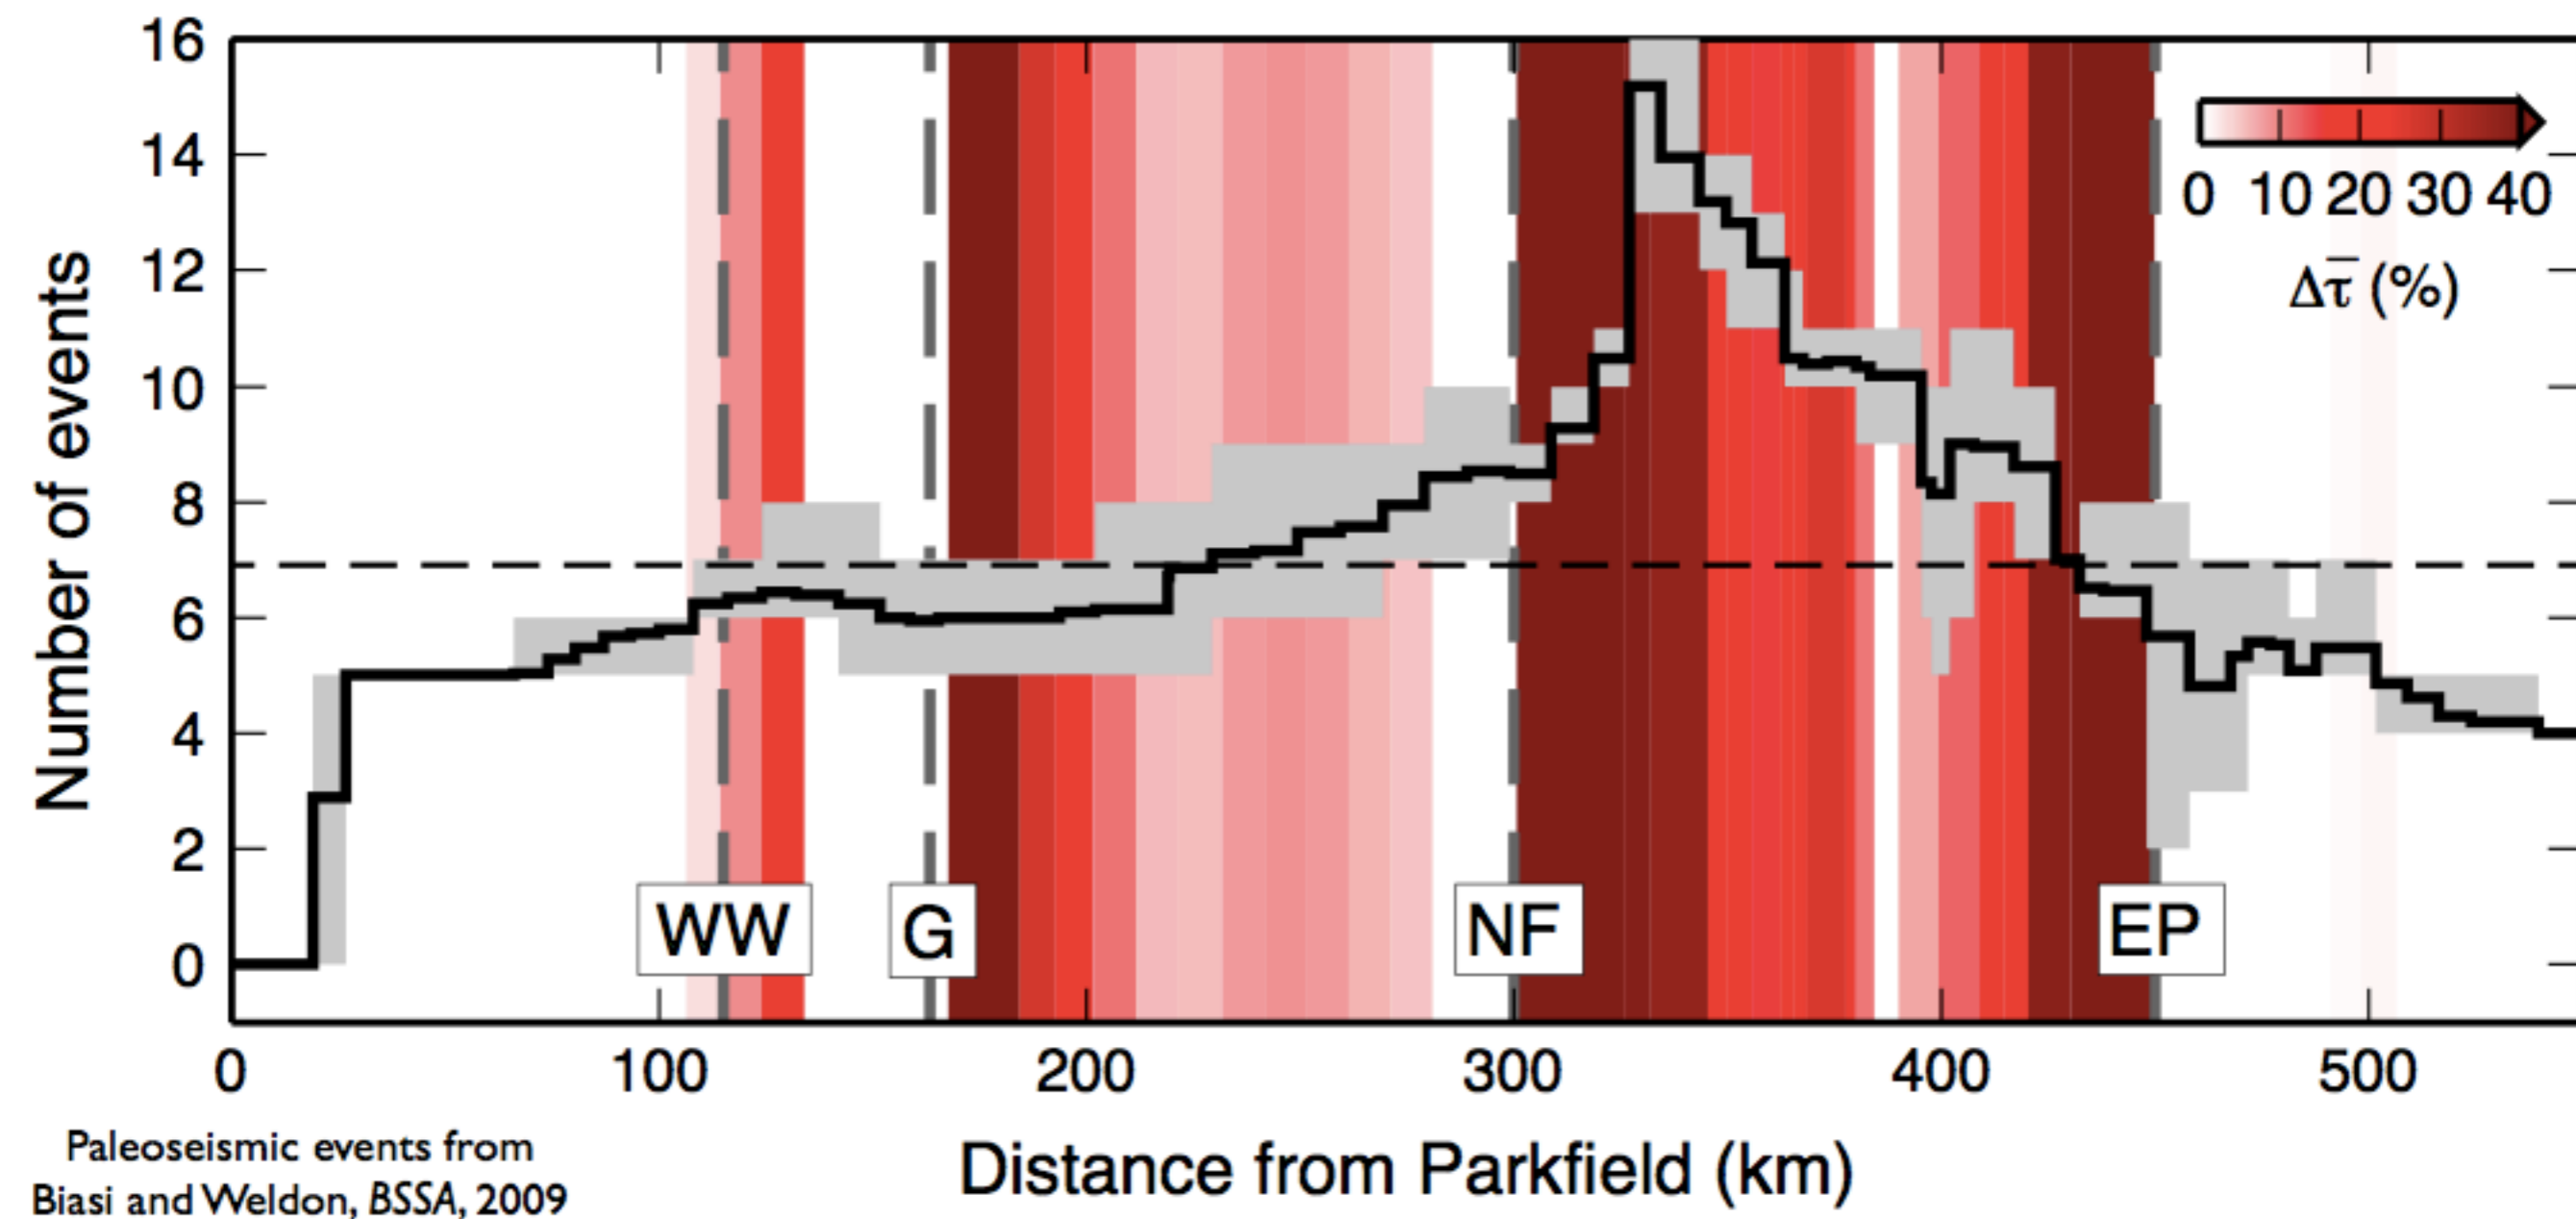 16
14
12
10
8
6
4
2
0
Number of events
0 10 20 30 40
Δτ̅ (%)
WW
G
NF
EP
0 100 200 300 400 500
Distance from Parkfield (km)
Paleoseismic events from
Biasi and Weldon, BSSA, 2009